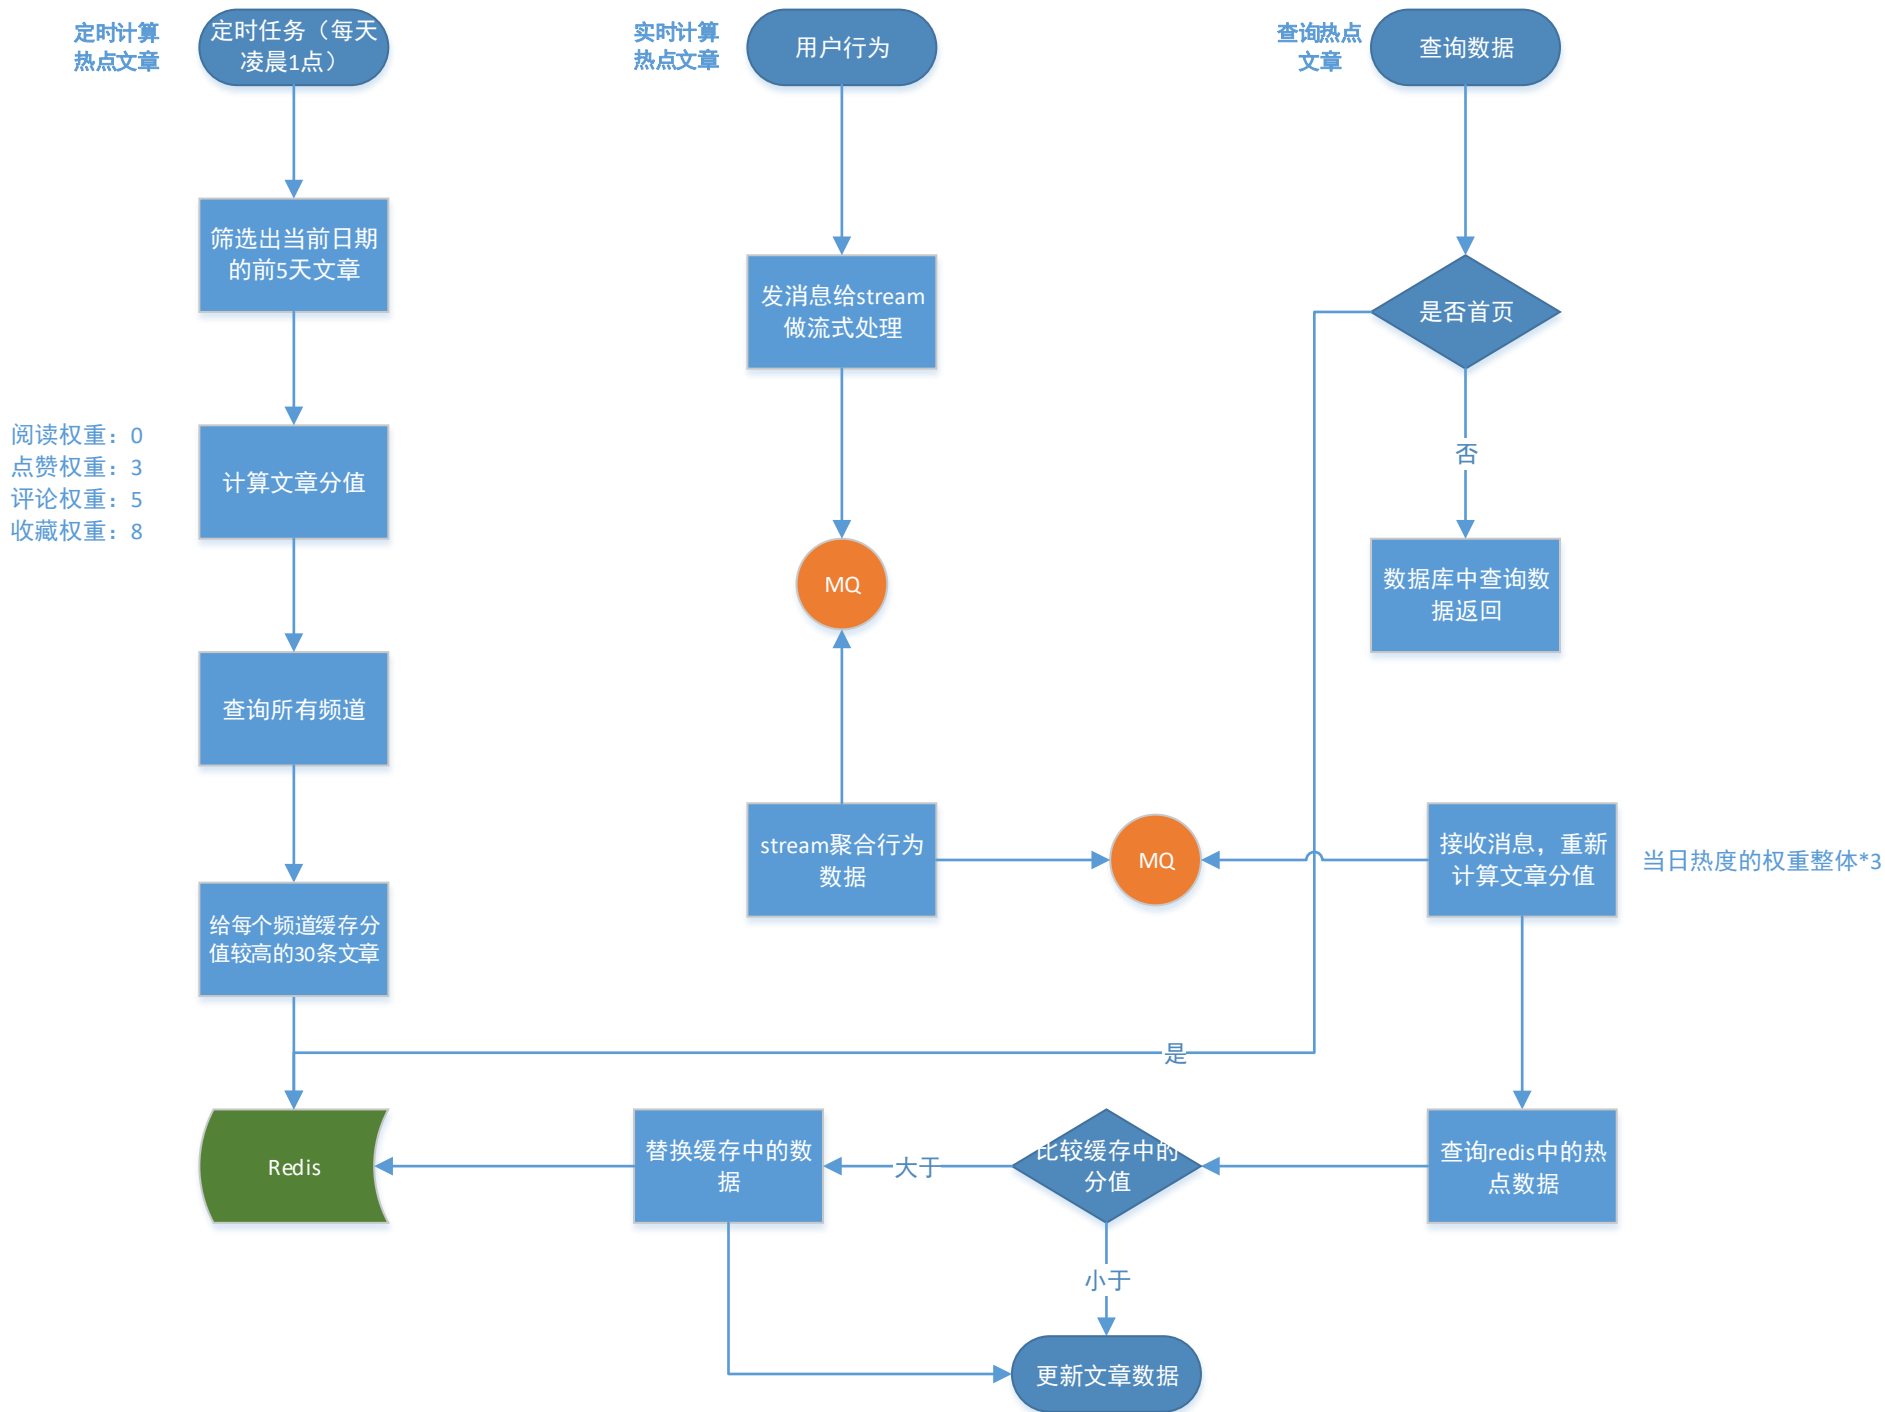 定时计算
热点文章
定时任务（每天
凌晨1点）
筛选出当前日期
的前5天文章
阅读权重：0
点赞权重：3
评论权重：5
收藏权重：8
计算文章分值
查询所有频道
给每个频道缓存分
值较高的30条文章
Redis
实时计算
热点文章
用户行为
发消息给stream
做流式处理
MQ
stream聚合行为
数据
MQ
接收消息，重新
计算文章分值
当日热度的权重整体*3
查询redis中的热
点数据
比较缓存中的
分值
大于
替换缓存中的数
据
小于
更新文章数据
查询热点
文章
查询数据
是否首页
否
数据库中查询数
据返回
是